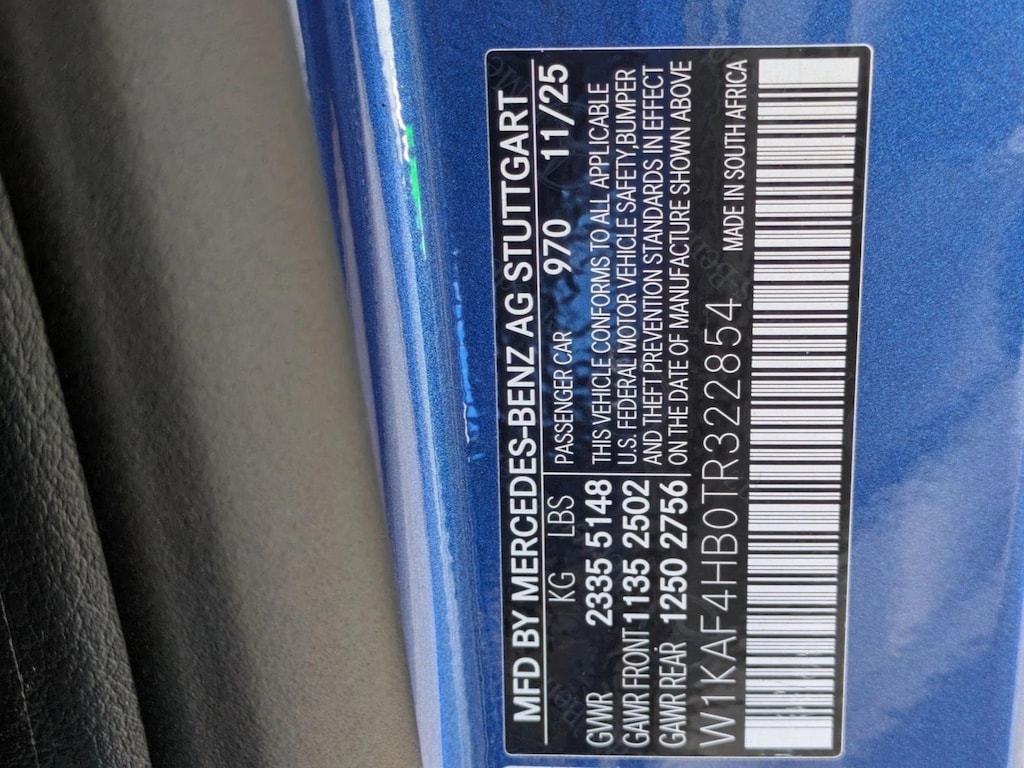 MFD BY MERCEDES-BENZ AG STUTTGART
KG LBS PASSENGER CAR 970 11/25
GWR 2335 5148 THIS VEHICLE CONFORMS TO ALL APPLICABLE
GAWR FRONT 1135 2502 U.S. FEDERAL MOTOR VEHICLE SAFETY,BUMPER
AND THEFT PREVENTION STANDARDS IN EFFECT
GAWR REAR 1250 2756 ON THE DATE OF MANUFACTURE SHOWN ABOVE
W1KAF4HB0TR322854 MADE IN SOUTH AFRICA